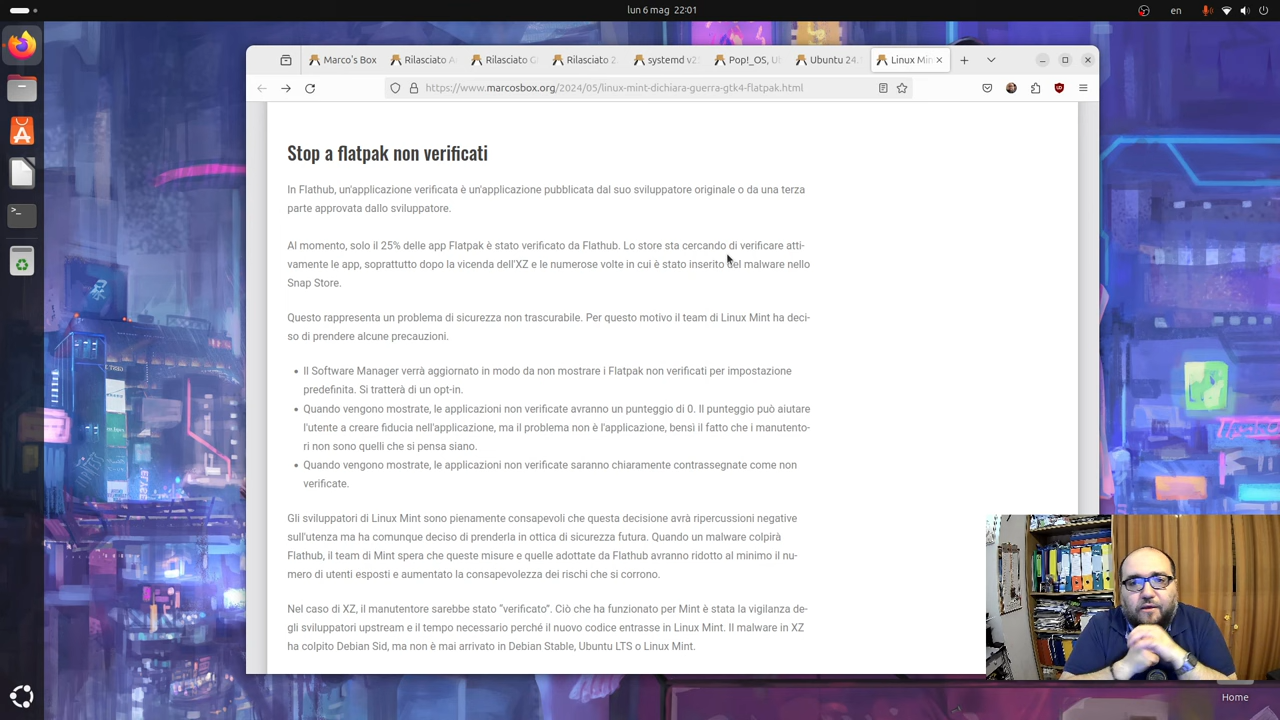 lun 6 mag 22:01
en
Marco's Box
Rilasciato
Rilasciato
Rilasciato 2
systemd v2
Pop!_OS, U
Ubuntu 24.
Linux Min
https://www.marcosbox.org/2024/05/linux-mint-dichiara-guerra-gtk4-flatpak.html
Stop a flatpak non verificati
In Flathub, un'applicazione verificata è un'applicazione pubblicata dal suo sviluppatore originale o da una terza
parte approvata dallo sviluppatore.
Al momento, solo il 25% delle app Flatpak è stato verificato da Flathub. Lo store sta cercando di verificare atti-
vamente le app, soprattutto dopo la vicenda dell'XZ e le numerose volte in cui è stato inserito del malware nello
Snap Store.
Questo rappresenta un problema di sicurezza non trascurabile. Per questo motivo il team di Linux Mint ha deci-
so di prendere alcune precauzioni.
Il Software Manager verrà aggiornato in modo da non mostrare i Flatpak non verificati per impostazione
predefinita. Si tratterà di un opt-in.
Quando vengono mostrate, le applicazioni non verificate avranno un punteggio di 0. Il punteggio può aiutare
l'utente a creare fiducia nell'applicazione, ma il problema non è l'applicazione, bensì il fatto che i manutento-
ri non sono quelli che si pensa siano.
Quando vengono mostrate, le applicazioni non verificate saranno chiaramente contrassegnate come non
verificate.
Gli sviluppatori di Linux Mint sono pienamente consapevoli che questa decisione avrà ripercussioni negative
sull'utenza ma ha comunque deciso di prenderla in ottica di sicurezza futura. Quando un malware colpirà
Flathub, il team di Mint spera che queste misure e quelle adottate da Flathub avranno ridotto al minimo il nu-
mero di utenti esposti e aumentato la consapevolezza dei rischi che si corrono.
Nel caso di XZ, il manutentore sarebbe stato "verificato". Ciò che ha funzionato per Mint è stata la vigilanza de-
gli sviluppatori upstream e il tempo necessario perché il nuovo codice entrasse in Linux Mint. Il malware in XZ
ha colpito Debian Sid, ma non è mai arrivato in Debian Stable, Ubuntu LTS o Linux Mint.
Home